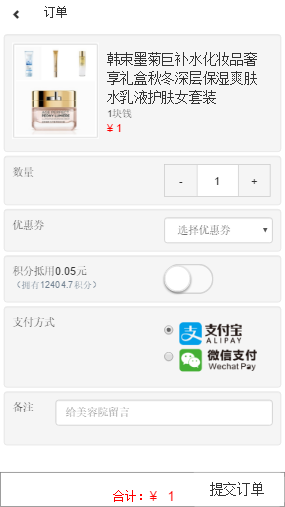 订单
韩束墨菊巨补水化妆品奢
享礼盒秋冬深层保湿爽肤
水乳液护肤女套装
1块钱
¥ 1
数量
- 1 +
优惠券
选择优惠券
积分抵用0.05元
(拥有12404.7积分)
支付方式
支 支付宝
ALIPAY
微信支付
WeChat Pay
备注
给美容院留言
合计：¥ 1
提交订单